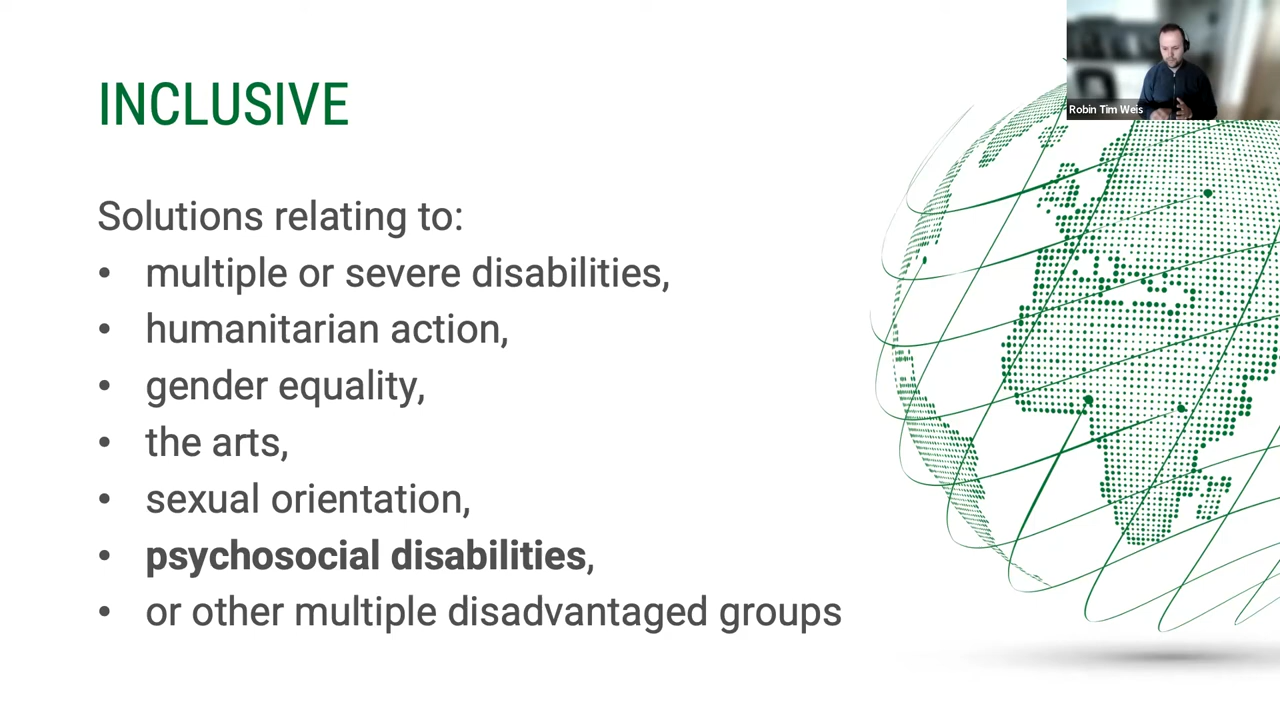 INCLUSIVE
Robin Tim Weis
Solutions relating to:
• multiple or severe disabilities,
• humanitarian action,
• gender equality,
• the arts,
• sexual orientation,
• psychosocial disabilities,
• or other multiple disadvantaged groups